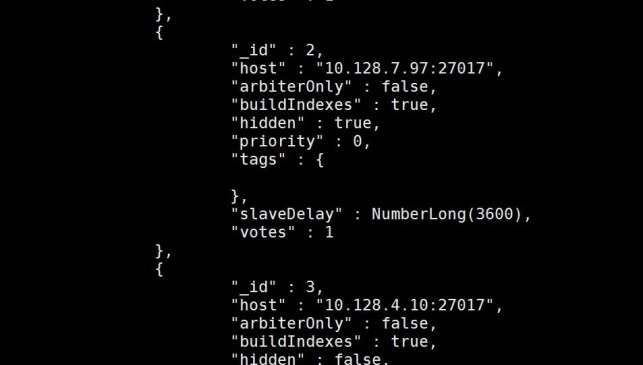 },
{
"_id" : 2,
"host" : "10.128.7.97:27017",
"arbiterOnly" : false,
"buildIndexes" : true,
"hidden" : true,
"priority" : 0,
"tags" : {
},
"slaveDelay" : NumberLong(3600),
"votes" : 1
},
{
"_id" : 3,
"host" : "10.128.4.10:27017",
"arbiterOnly" : false,
"buildIndexes" : true,
"hidden" : false,